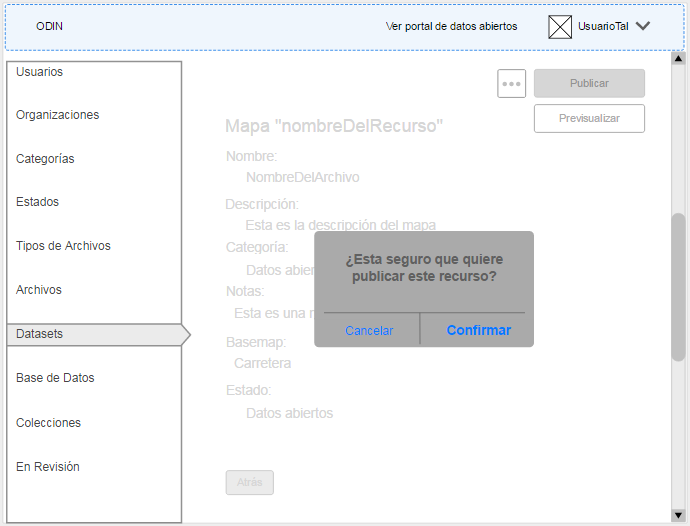 ODIN
Ver portal de datos abiertos
UsuarioTal
Usuarios
Organizaciones
Categorías
Estados
Tipos de Archivos
Archivos
Datasets
Base de Datos
Colecciones
En Revisión
Publicar
Previsualizar
Mapa "nombreDelRecurso"
Nombre:
NombreDelArchivo
Descripción:
Esta es la descripción del mapa
Categoría:
Datos abier
Notas:
Esta es una
Basemap:
Carretera
Estado:
Datos abiertos
Atrás
¿Esta seguro que quiere
publicar este recurso?
Cancelar
Confirmar